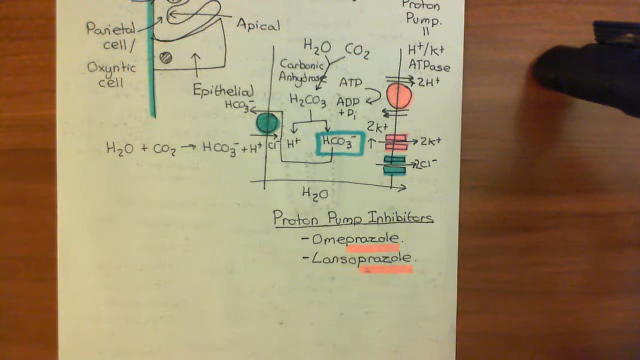 Proton
Pump.
=
H⁺/K⁺
ATPase
Parietal
cell/
Oxyntic
cell
Apical
Epithelial
H₂O CO₂
Carbonic
Anhydrase
H₂CO₃
H⁺ HCO₃⁻
HCO₃⁻
Cl⁻
ATP
ADP
+ Pi
2H⁺
2K⁺
↑
2K⁺
2Cl⁻
H₂O + CO₂ → HCO₃⁻ + H⁺
H₂O
Proton Pump Inhibitors
- Omeprazole.
- Lansoprazole.